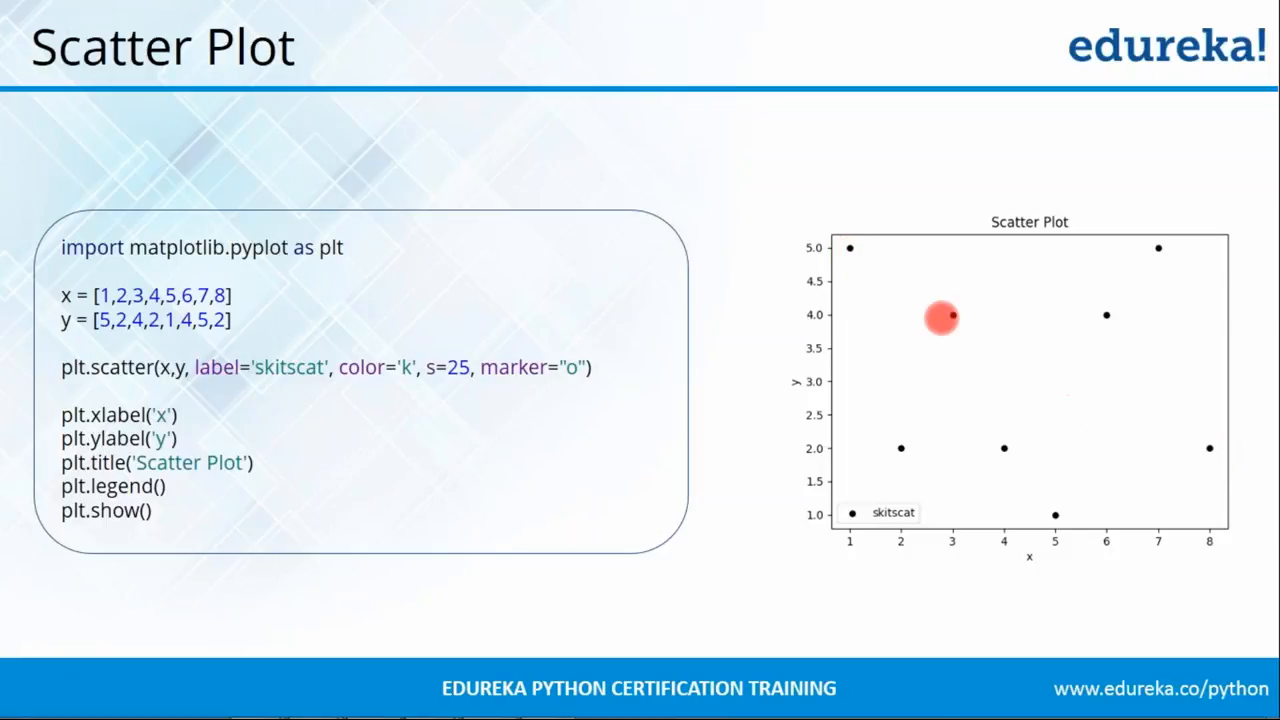 Scatter Plot
edureka!
import matplotlib.pyplot as plt
x = [1,2,3,4,5,6,7,8]
y = [5,2,4,2,1,4,5,2]
plt.scatter(x,y, label='skitscat', color='k', s=25, marker="o")
plt.xlabel('x')
plt.ylabel('y')
plt.title('Scatter Plot')
plt.legend()
plt.show()
Scatter Plot
5.0
4.5
4.0
3.5
3.0
2.5
2.0
1.5
1.0
y
skitscat
1 2 3 4 5 6 7 8
x
EDUREKA PYTHON CERTIFICATION TRAINING
www.edureka.co/python